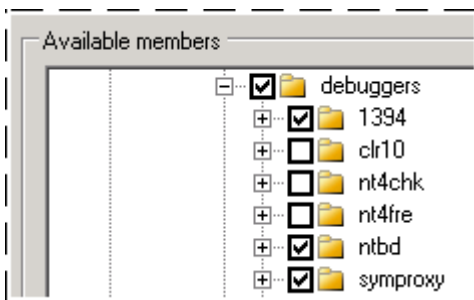 Available members
debuggers
1394
clr10
nt4chk
nt4fre
ntbd
symproxy